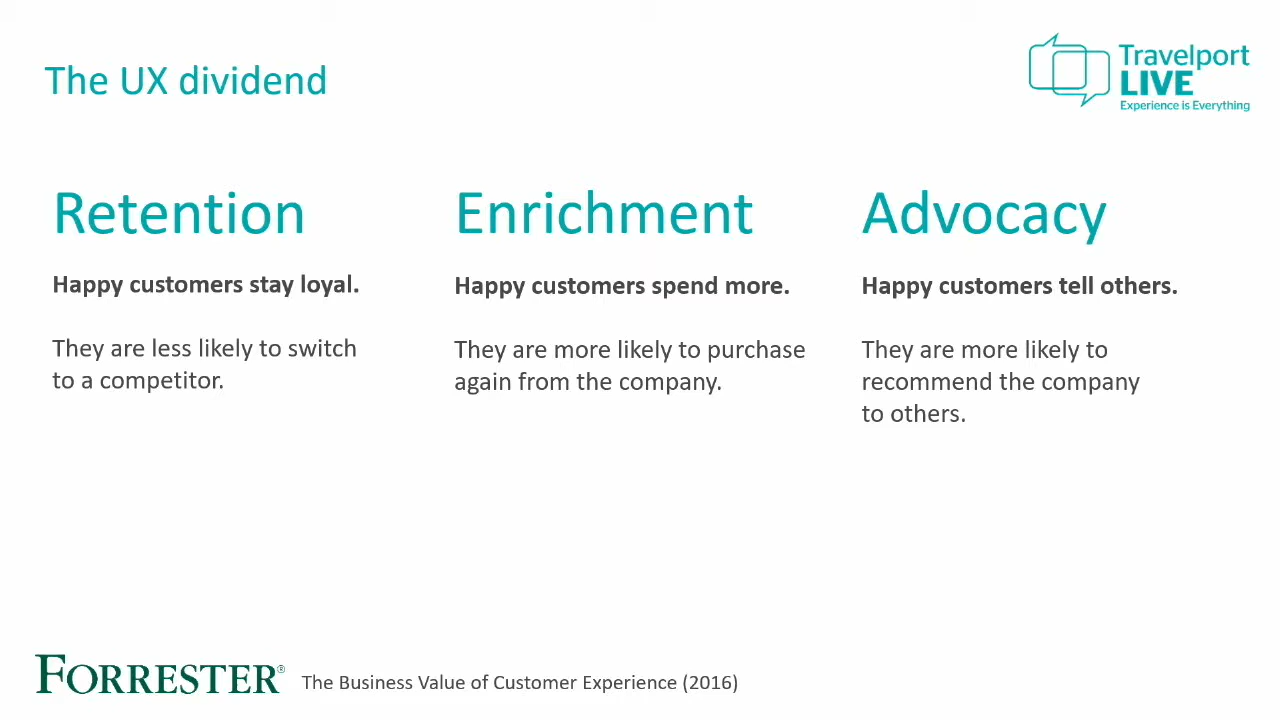 The UX dividend
Travelport
LIVE
Experience is Everything
Retention
Happy customers stay loyal.
They are less likely to switch
to a competitor.
Enrichment
Happy customers spend more.
They are more likely to purchase
again from the company.
Advocacy
Happy customers tell others.
They are more likely to
recommend the company
to others.
FORRESTER®
The Business Value of Customer Experience (2016)